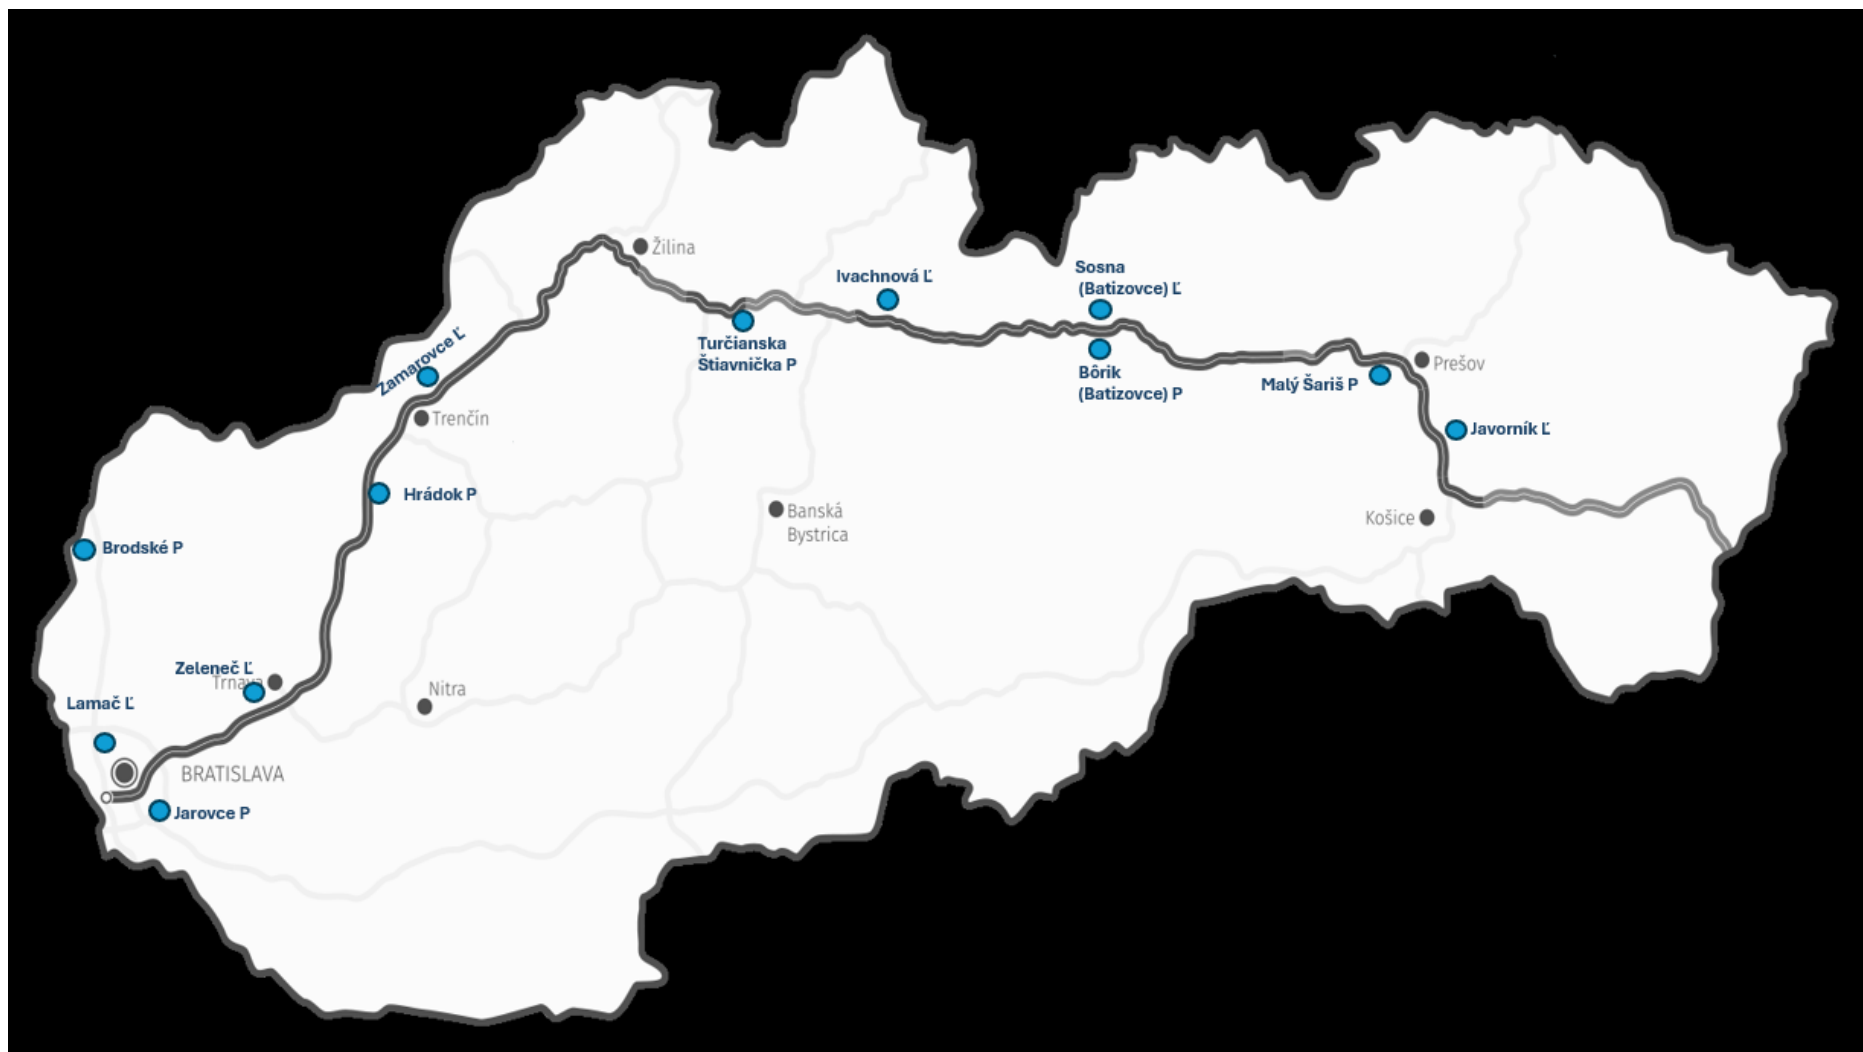 Žilina
Ivachnová Ľ
Sosna
(Batizovce) Ľ
Zamarovce Ľ
Turčianska
Štiavnička P
Prešov
Bôrik
(Batizovce) P
Malý Šariš P
Trenčín
Javorník Ľ
Hrádok P
Banská
Bystrica
Košice
Brodské P
Zeleneč Ľ
Trnava
Nitra
Lamač Ľ
BRATISLAVA
Jarovce P